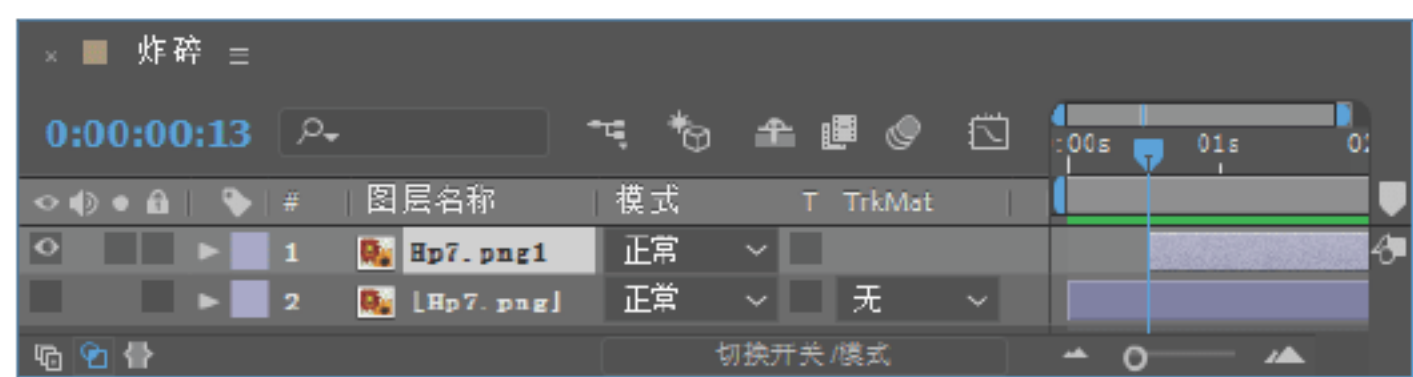 炸碎
0:00:00:13
:00s 01s 02
# 图层名称 模式 T TrkMat
1 Hp7.png1 正常
2 [Hp7.png] 正常 无
切换开关/模式